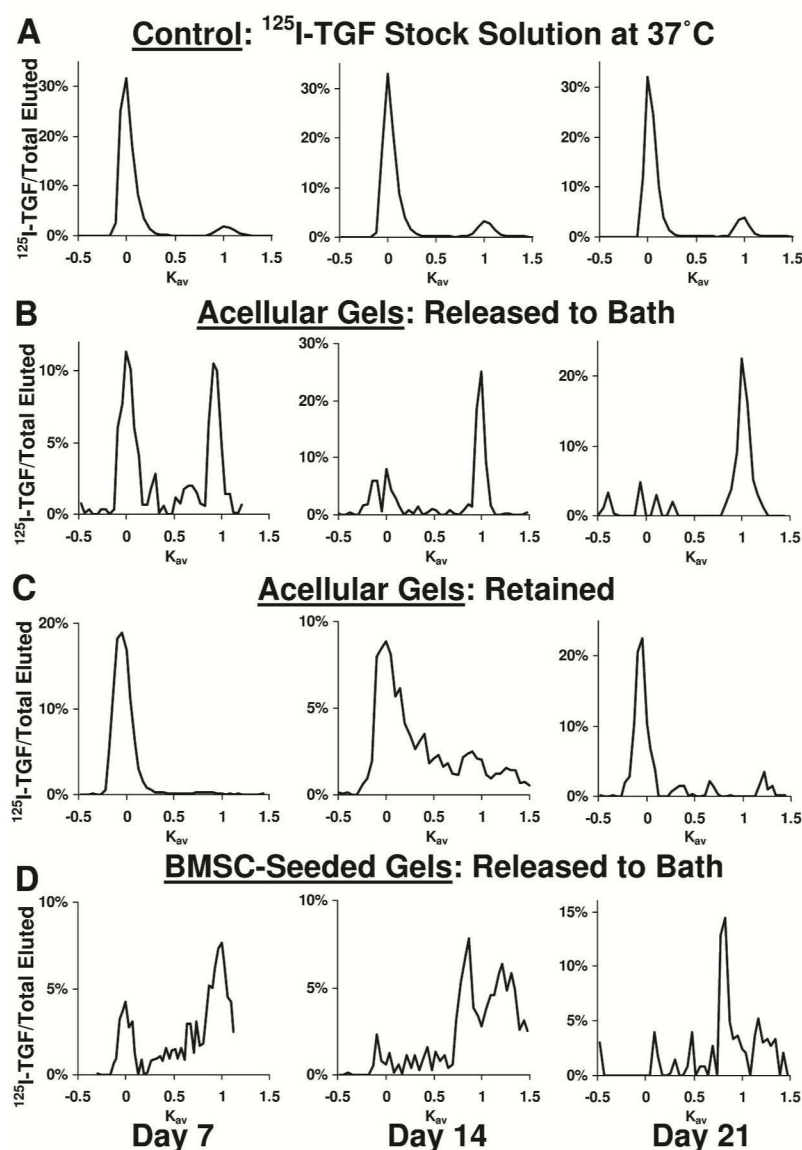 A Control: ¹²⁵I-TGF Stock Solution at 37˚C
¹²⁵I-TGF/Total Eluted
30%
20%
10%
0%
-0.5 0 0.5 1 1.5
Kav
30%
20%
10%
0%
-0.5 0 0.5 1 1.5
Kav
30%
20%
10%
0%
-0.5 0 0.5 1 1.5
Kav
B Acellular Gels: Released to Bath
¹²⁵I-TGF/Total Eluted
10%
5%
0%
-0.5 0 0.5 1 1.5
Kav
30%
20%
10%
0%
-0.5 0 0.5 1 1.5
Kav
20%
10%
0%
-0.5 0 0.5 1 1.5
Kav
C Acellular Gels: Retained
¹²⁵I-TGF/Total Eluted
20%
10%
0%
-0.5 0 0.5 1 1.5
Kav
10%
5%
0%
-0.5 0 0.5 1 1.5
Kav
20%
10%
0%
-0.5 0 0.5 1 1.5
Kav
D BMSC-Seeded Gels: Released to Bath
¹²⁵I-TGF/Total Eluted
10%
5%
0%
-0.5 0 0.5 1 1.5
Kav
10%
5%
0%
-0.5 0 0.5 1 1.5
Kav
15%
10%
5%
0%
-0.5 0 0.5 1 1.5
Kav
Day 7 Day 14 Day 21